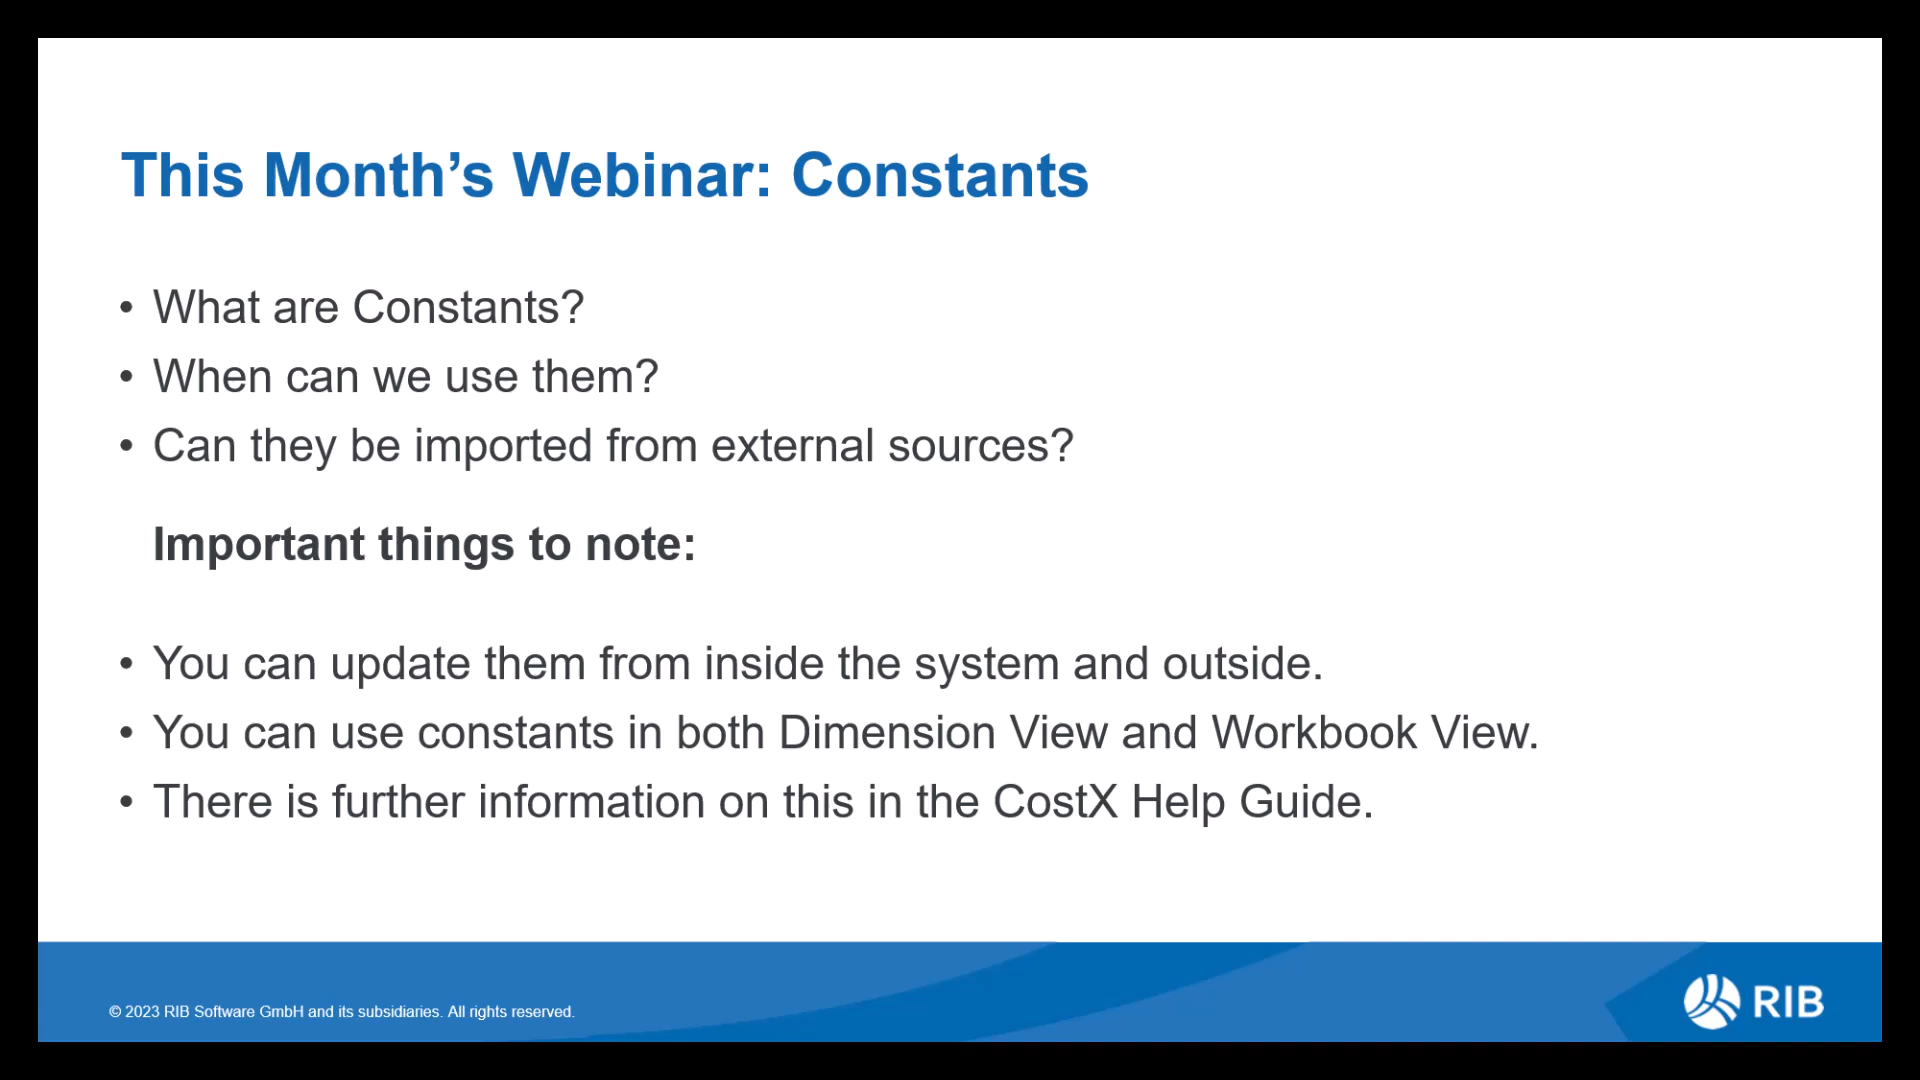 This Month’s Webinar: Constants
• What are Constants?
• When can we use them?
• Can they be imported from external sources?
Important things to note:
• You can update them from inside the system and outside.
• You can use constants in both Dimension View and Workbook View.
• There is further information on this in the CostX Help Guide.
© 2023 RIB Software GmbH and its subsidiaries. All rights reserved.
RIB